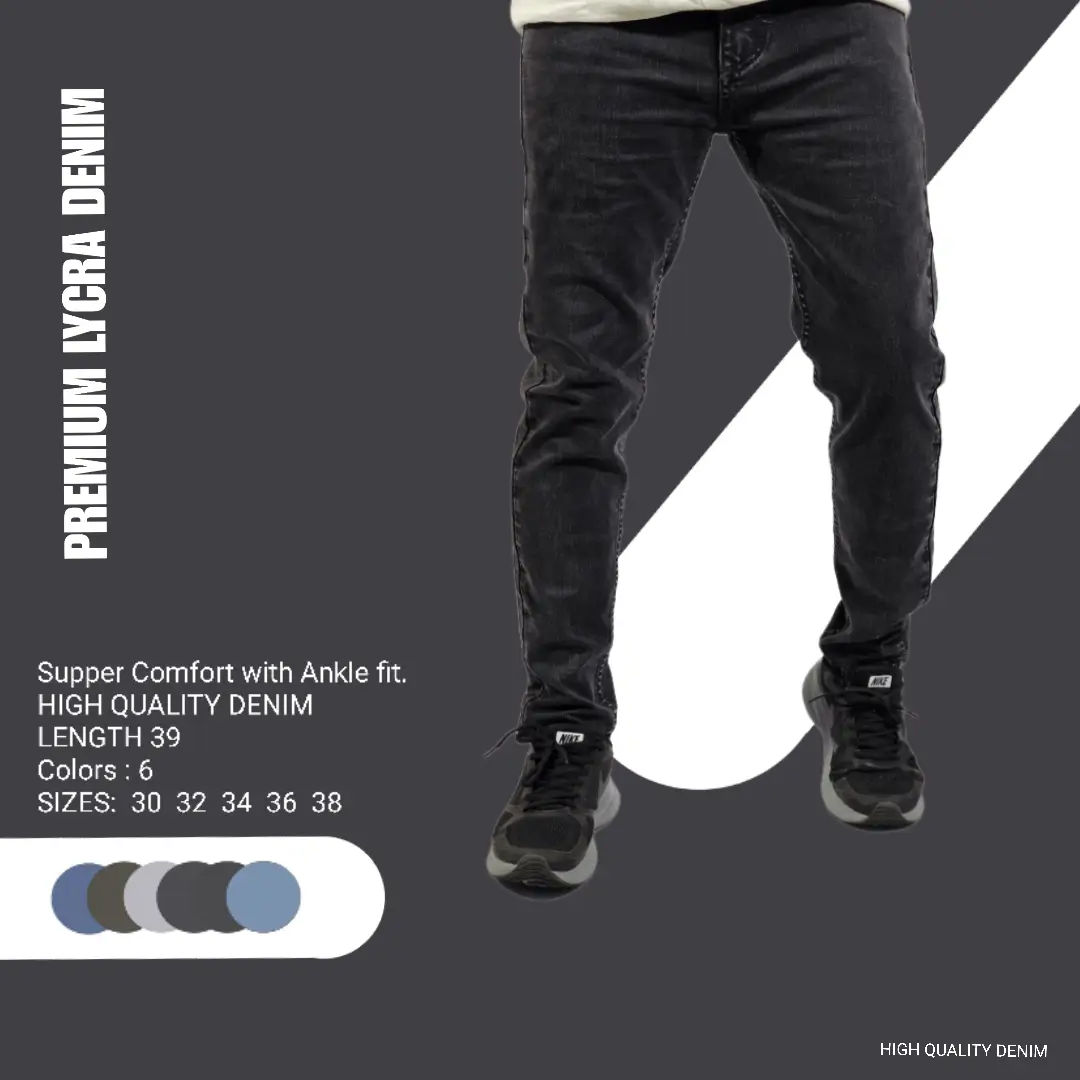 PREMIUM LYCRA DENIM
Supper Comfort with Ankle fit.
HIGH QUALITY DENIM
LENGTH 39
Colors : 6
SIZES: 30 32 34 36 38
NIKE
NIKE
HIGH QUALITY DENIM